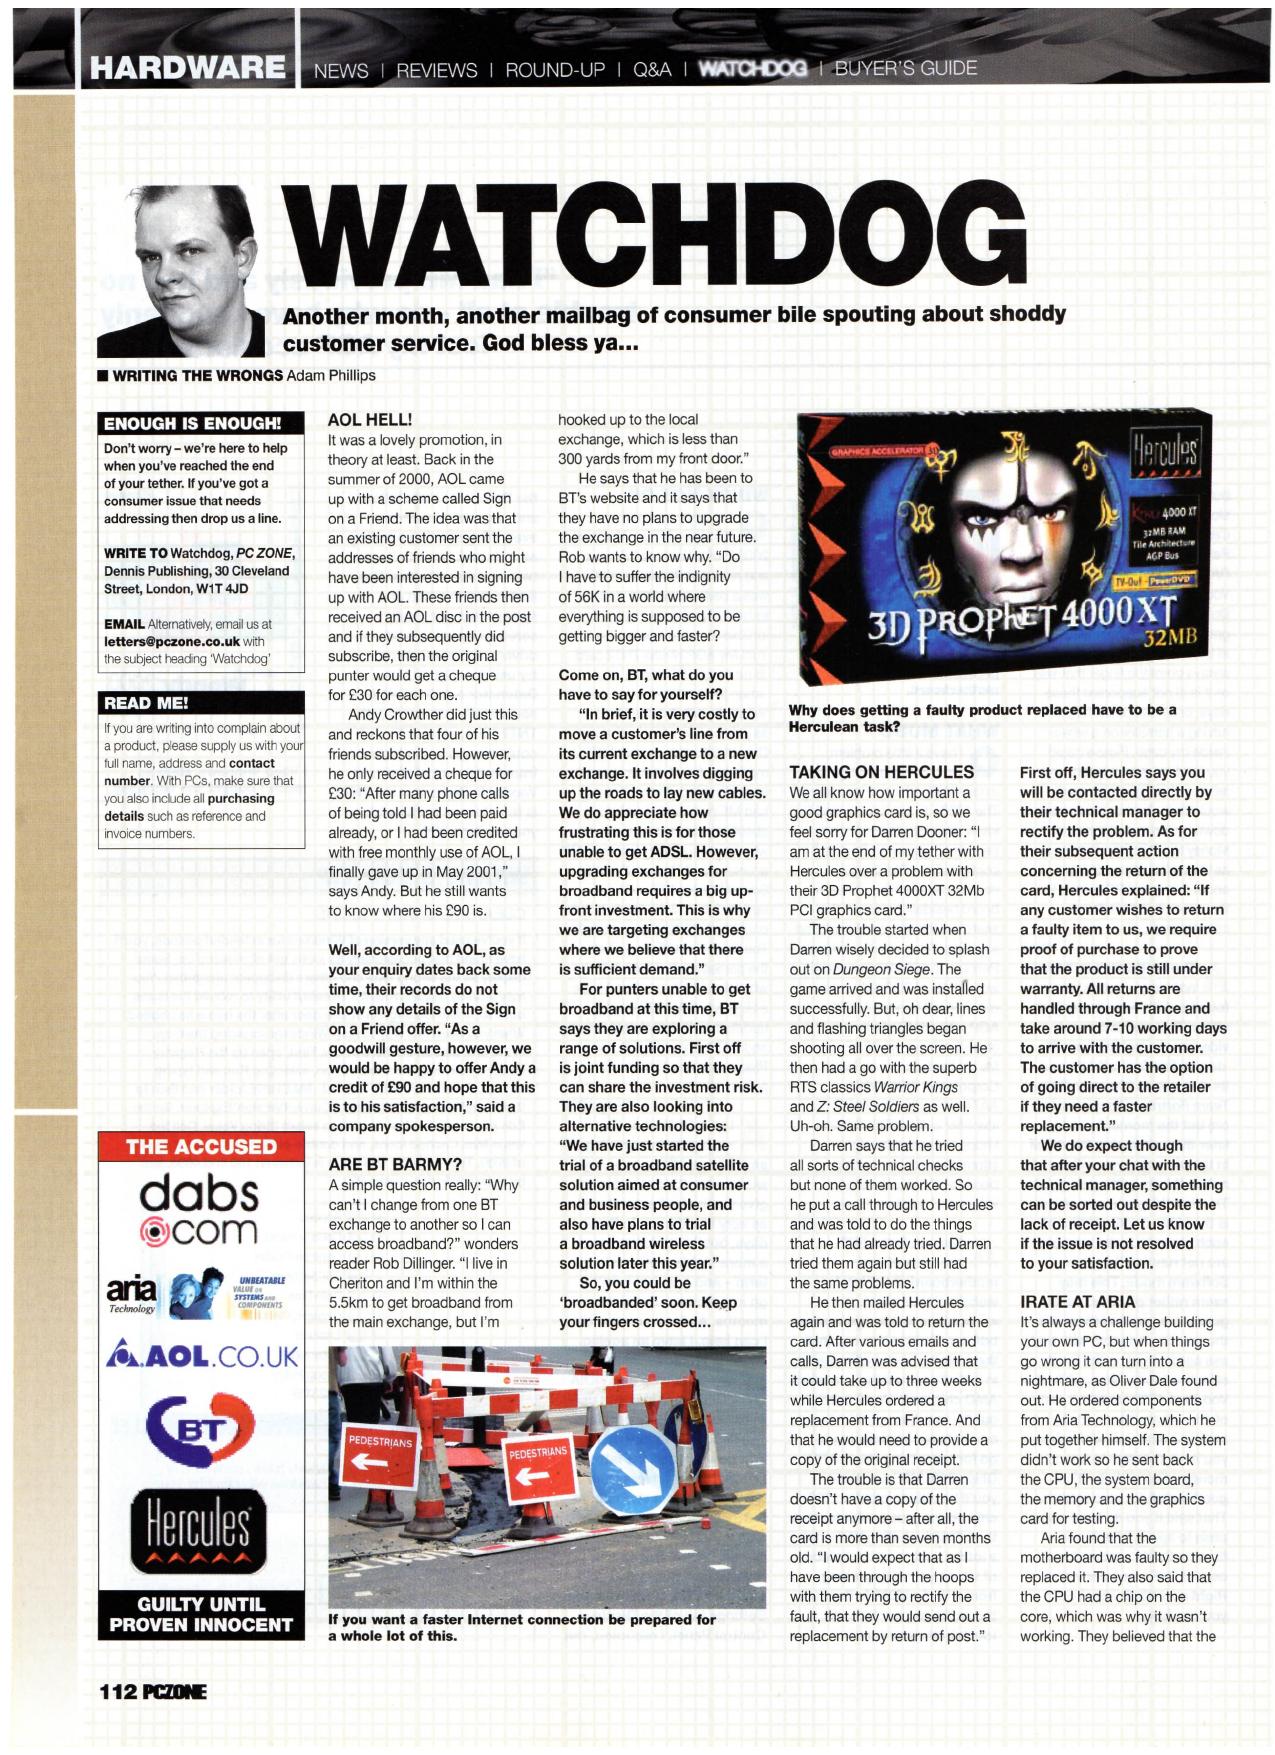 HARDWARE
NEWS | REVIEWS | ROUND-UP | Q&A | WATCHDOG | BUYER'S GUIDE
WATCHDOG
Another month, another mailbag of consumer bile spouting about shoddy
customer service. God bless ya...
■ WRITING THE WRONGS Adam Phillips
ENOUGH IS ENOUGH!
Don't worry – we're here to help
when you've reached the end
of your tether. If you've got a
consumer issue that needs
addressing then drop us a line.
WRITE TO Watchdog, PC ZONE,
Dennis Publishing, 30 Cleveland
Street, London, W1T 4JD
EMAIL Alternatively, email us at
letters@pczone.co.uk with
the subject heading 'Watchdog'
READ ME!
If you are writing into complain about
a product, please supply us with your
full name, address and contact
number. With PCs, make sure that
you also include all purchasing
details such as reference and
invoice numbers.
THE ACCUSED
dabs
.com
aria
Technology
UNBEATABLE
VALUE ON
SYSTEMS AND
COMPONENTS
AOL.CO.UK
BT
Hercules
GUILTY UNTIL
PROVEN INNOCENT
AOL HELL!
It was a lovely promotion, in
theory at least. Back in the
summer of 2000, AOL came
up with a scheme called Sign
on a Friend. The idea was that
an existing customer sent the
addresses of friends who might
have been interested in signing
up with AOL. These friends then
received an AOL disc in the post
and if they subsequently did
subscribe, then the original
punter would get a cheque
for £30 for each one.
Andy Crowther did just this
and reckons that four of his
friends subscribed. However,
he only received a cheque for
£30: "After many phone calls
of being told I had been paid
already, or I had been credited
with free monthly use of AOL, I
finally gave up in May 2001,"
says Andy. But he still wants
to know where his £90 is.
Well, according to AOL, as
your enquiry dates back some
time, their records do not
show any details of the Sign
on a Friend offer. "As a
goodwill gesture, however, we
would be happy to offer Andy a
credit of £90 and hope that this
is to his satisfaction," said a
company spokesperson.
ARE BT BARMY?
A simple question really: "Why
can't I change from one BT
exchange to another so I can
access broadband?" wonders
reader Rob Dillinger. "I live in
Cheriton and I'm within the
5.5km to get broadband from
the main exchange, but I'm
hooked up to the local
exchange, which is less than
300 yards from my front door."
He says that he has been to
BT's website and it says that
they have no plans to upgrade
the exchange in the near future.
Rob wants to know why. "Do
I have to suffer the indignity
of 56K in a world where
everything is supposed to be
getting bigger and faster?
Come on, BT, what do you
have to say for yourself?
"In brief, it is very costly to
move a customer's line from
its current exchange to a new
exchange. It involves digging
up the roads to lay new cables.
We do appreciate how
frustrating this is for those
unable to get ADSL. However,
upgrading exchanges for
broadband requires a big up-
front investment. This is why
we are targeting exchanges
where we believe that there
is sufficient demand."
For punters unable to get
broadband at this time, BT
says they are exploring a
range of solutions. First off
is joint funding so that they
can share the investment risk.
They are also looking into
alternative technologies:
"We have just started the
trial of a broadband satellite
solution aimed at consumer
and business people, and
also have plans to trial
a broadband wireless
solution later this year."
So, you could be
'broadbanded' soon. Keep
your fingers crossed...
PEDESTRIANS
PEDESTRIANS
If you want a faster Internet connection be prepared for
a whole lot of this.
GRAPHICS ACCELERATOR 3D
Hercules
4000 XT
32MB RAM
Tile Architecture
AGP Bus
TV-Out - PowerDVD
3D PROPHET 4000 XT
32MB
Why does getting a faulty product replaced have to be a
Herculean task?
TAKING ON HERCULES
We all know how important a
good graphics card is, so we
feel sorry for Darren Dooner: "I
am at the end of my tether with
Hercules over a problem with
their 3D Prophet 4000XT 32Mb
PCI graphics card."
The trouble started when
Darren wisely decided to splash
out on Dungeon Siege. The
game arrived and was installed
successfully. But, oh dear, lines
and flashing triangles began
shooting all over the screen. He
then had a go with the superb
RTS classics Warrior Kings
and Z: Steel Soldiers as well.
Uh-oh. Same problem.
Darren says that he tried
all sorts of technical checks
but none of them worked. So
he put a call through to Hercules
and was told to do the things
that he had already tried. Darren
tried them again but still had
the same problems.
He then mailed Hercules
again and was told to return the
card. After various emails and
calls, Darren was advised that
it could take up to three weeks
while Hercules ordered a
replacement from France. And
that he would need to provide a
copy of the original receipt.
The trouble is that Darren
doesn't have a copy of the
receipt anymore – after all, the
card is more than seven months
old. "I would expect that as I
have been through the hoops
with them trying to rectify the
fault, that they would send out a
replacement by return of post."
First off, Hercules says you
will be contacted directly by
their technical manager to
rectify the problem. As for
their subsequent action
concerning the return of the
card, Hercules explained: "If
any customer wishes to return
a faulty item to us, we require
proof of purchase to prove
that the product is still under
warranty. All returns are
handled through France and
take around 7-10 working days
to arrive with the customer.
The customer has the option
of going direct to the retailer
if they need a faster
replacement."
We do expect though
that after your chat with the
technical manager, something
can be sorted out despite the
lack of receipt. Let us know
if the issue is not resolved
to your satisfaction.
IRATE AT ARIA
It's always a challenge building
your own PC, but when things
go wrong it can turn into a
nightmare, as Oliver Dale found
out. He ordered components
from Aria Technology, which he
put together himself. The system
didn't work so he sent back
the CPU, the system board,
the memory and the graphics
card for testing.
Aria found that the
motherboard was faulty so they
replaced it. They also said that
the CPU had a chip on the
core, which was why it wasn't
working. They believed that the
112 PCZONE